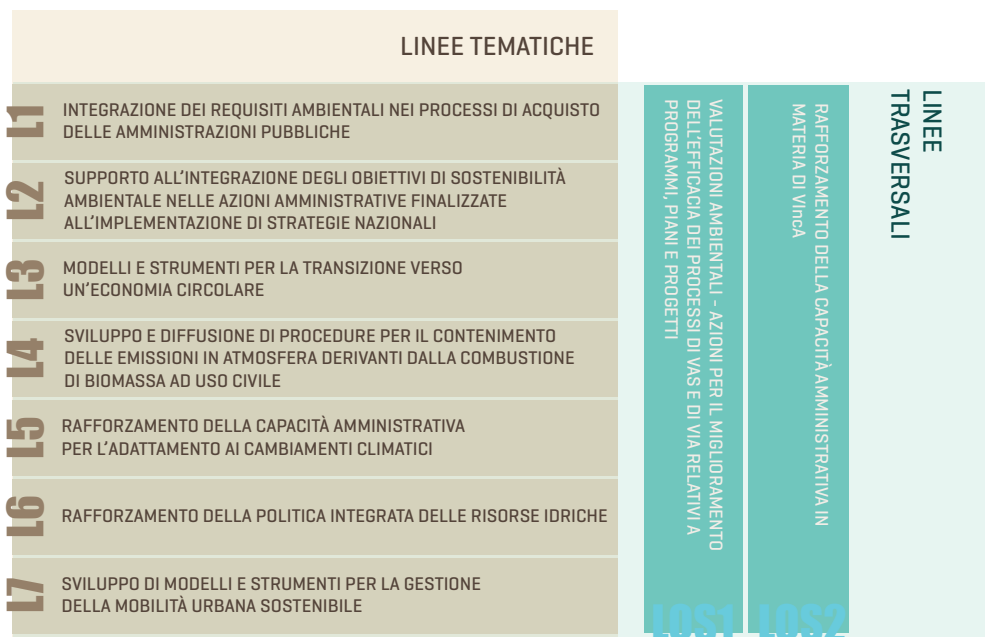 LINEE TEMATICHE
L1
INTEGRAZIONE DEI REQUISITI AMBIENTALI NEI PROCESSI DI ACQUISTO
DELLE AMMINISTRAZIONI PUBBLICHE
L2
SUPPORTO ALL'INTEGRAZIONE DEGLI OBIETTIVI DI SOSTENIBILITÀ
AMBIENTALE NELLE AZIONI AMMINISTRATIVE FINALIZZATE
ALL'IMPLEMENTAZIONE DI STRATEGIE NAZIONALI
L3
MODELLI E STRUMENTI PER LA TRANSIZIONE VERSO
UN'ECONOMIA CIRCOLARE
L4
SVILUPPO E DIFFUSIONE DI PROCEDURE PER IL CONTENIMENTO
DELLE EMISSIONI IN ATMOSFERA DERIVANTI DALLA COMBUSTIONE
DI BIOMASSA AD USO CIVILE
L5
RAFFORZAMENTO DELLA CAPACITÀ AMMINISTRATIVA
PER L'ADATTAMENTO AI CAMBIAMENTI CLIMATICI
L6
RAFFORZAMENTO DELLA POLITICA INTEGRATA DELLE RISORSE IDRICHE
L7
SVILUPPO DI MODELLI E STRUMENTI PER LA GESTIONE
DELLA MOBILITÀ URBANA SOSTENIBILE
LINEE
TRASVERSALI
VALUTAZIONI AMBIENTALI - AZIONI PER IL MIGLIORAMENTO
DELL'EFFICACIA DEI PROCESSI DI VAS E DI VIA RELATIVI A
PROGRAMMI, PIANI E PROGETTI
LQS1
RAFFORZAMENTO DELLA CAPACITÀ AMMINISTRATIVA IN
MATERIA DI VIncA
LQS2